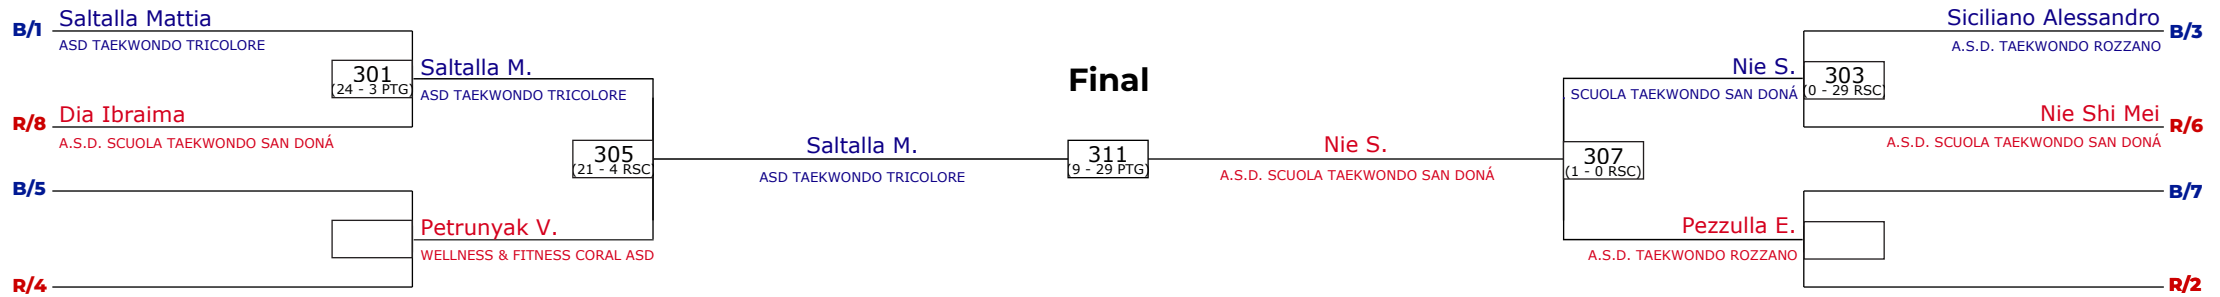 B/1
Saltalla Mattia
ASD TAEKWONDO TRICOLORE
301
(24 - 3 PTG)
R/8
Dia Ibraima
A.S.D. SCUOLA TAEKWONDO SAN DONÁ
Saltalla M.
ASD TAEKWONDO TRICOLORE
305
(21 - 4 RSC
B/5
R/4
Petrunyak V.
WELLNESS & FITNESS CORAL ASD
Saltalla M.
ASD TAEKWONDO TRICOLORE
Final
311
(9 - 29 PTG)
Nie S.
A.S.D. SCUOLA TAEKWONDO SAN DONÁ
Nie S.
SCUOLA TAEKWONDO SAN DONÁ
307
(1 - 0 RSC)
Pezzulla E.
A.S.D. TAEKWONDO ROZZANO
Siciliano Alessandro
B/3
A.S.D. TAEKWONDO ROZZANO
303
(0 - 29 RSC
Nie Shi Mei
R/6
A.S.D. SCUOLA TAEKWONDO SAN DONÁ
B/7
R/2